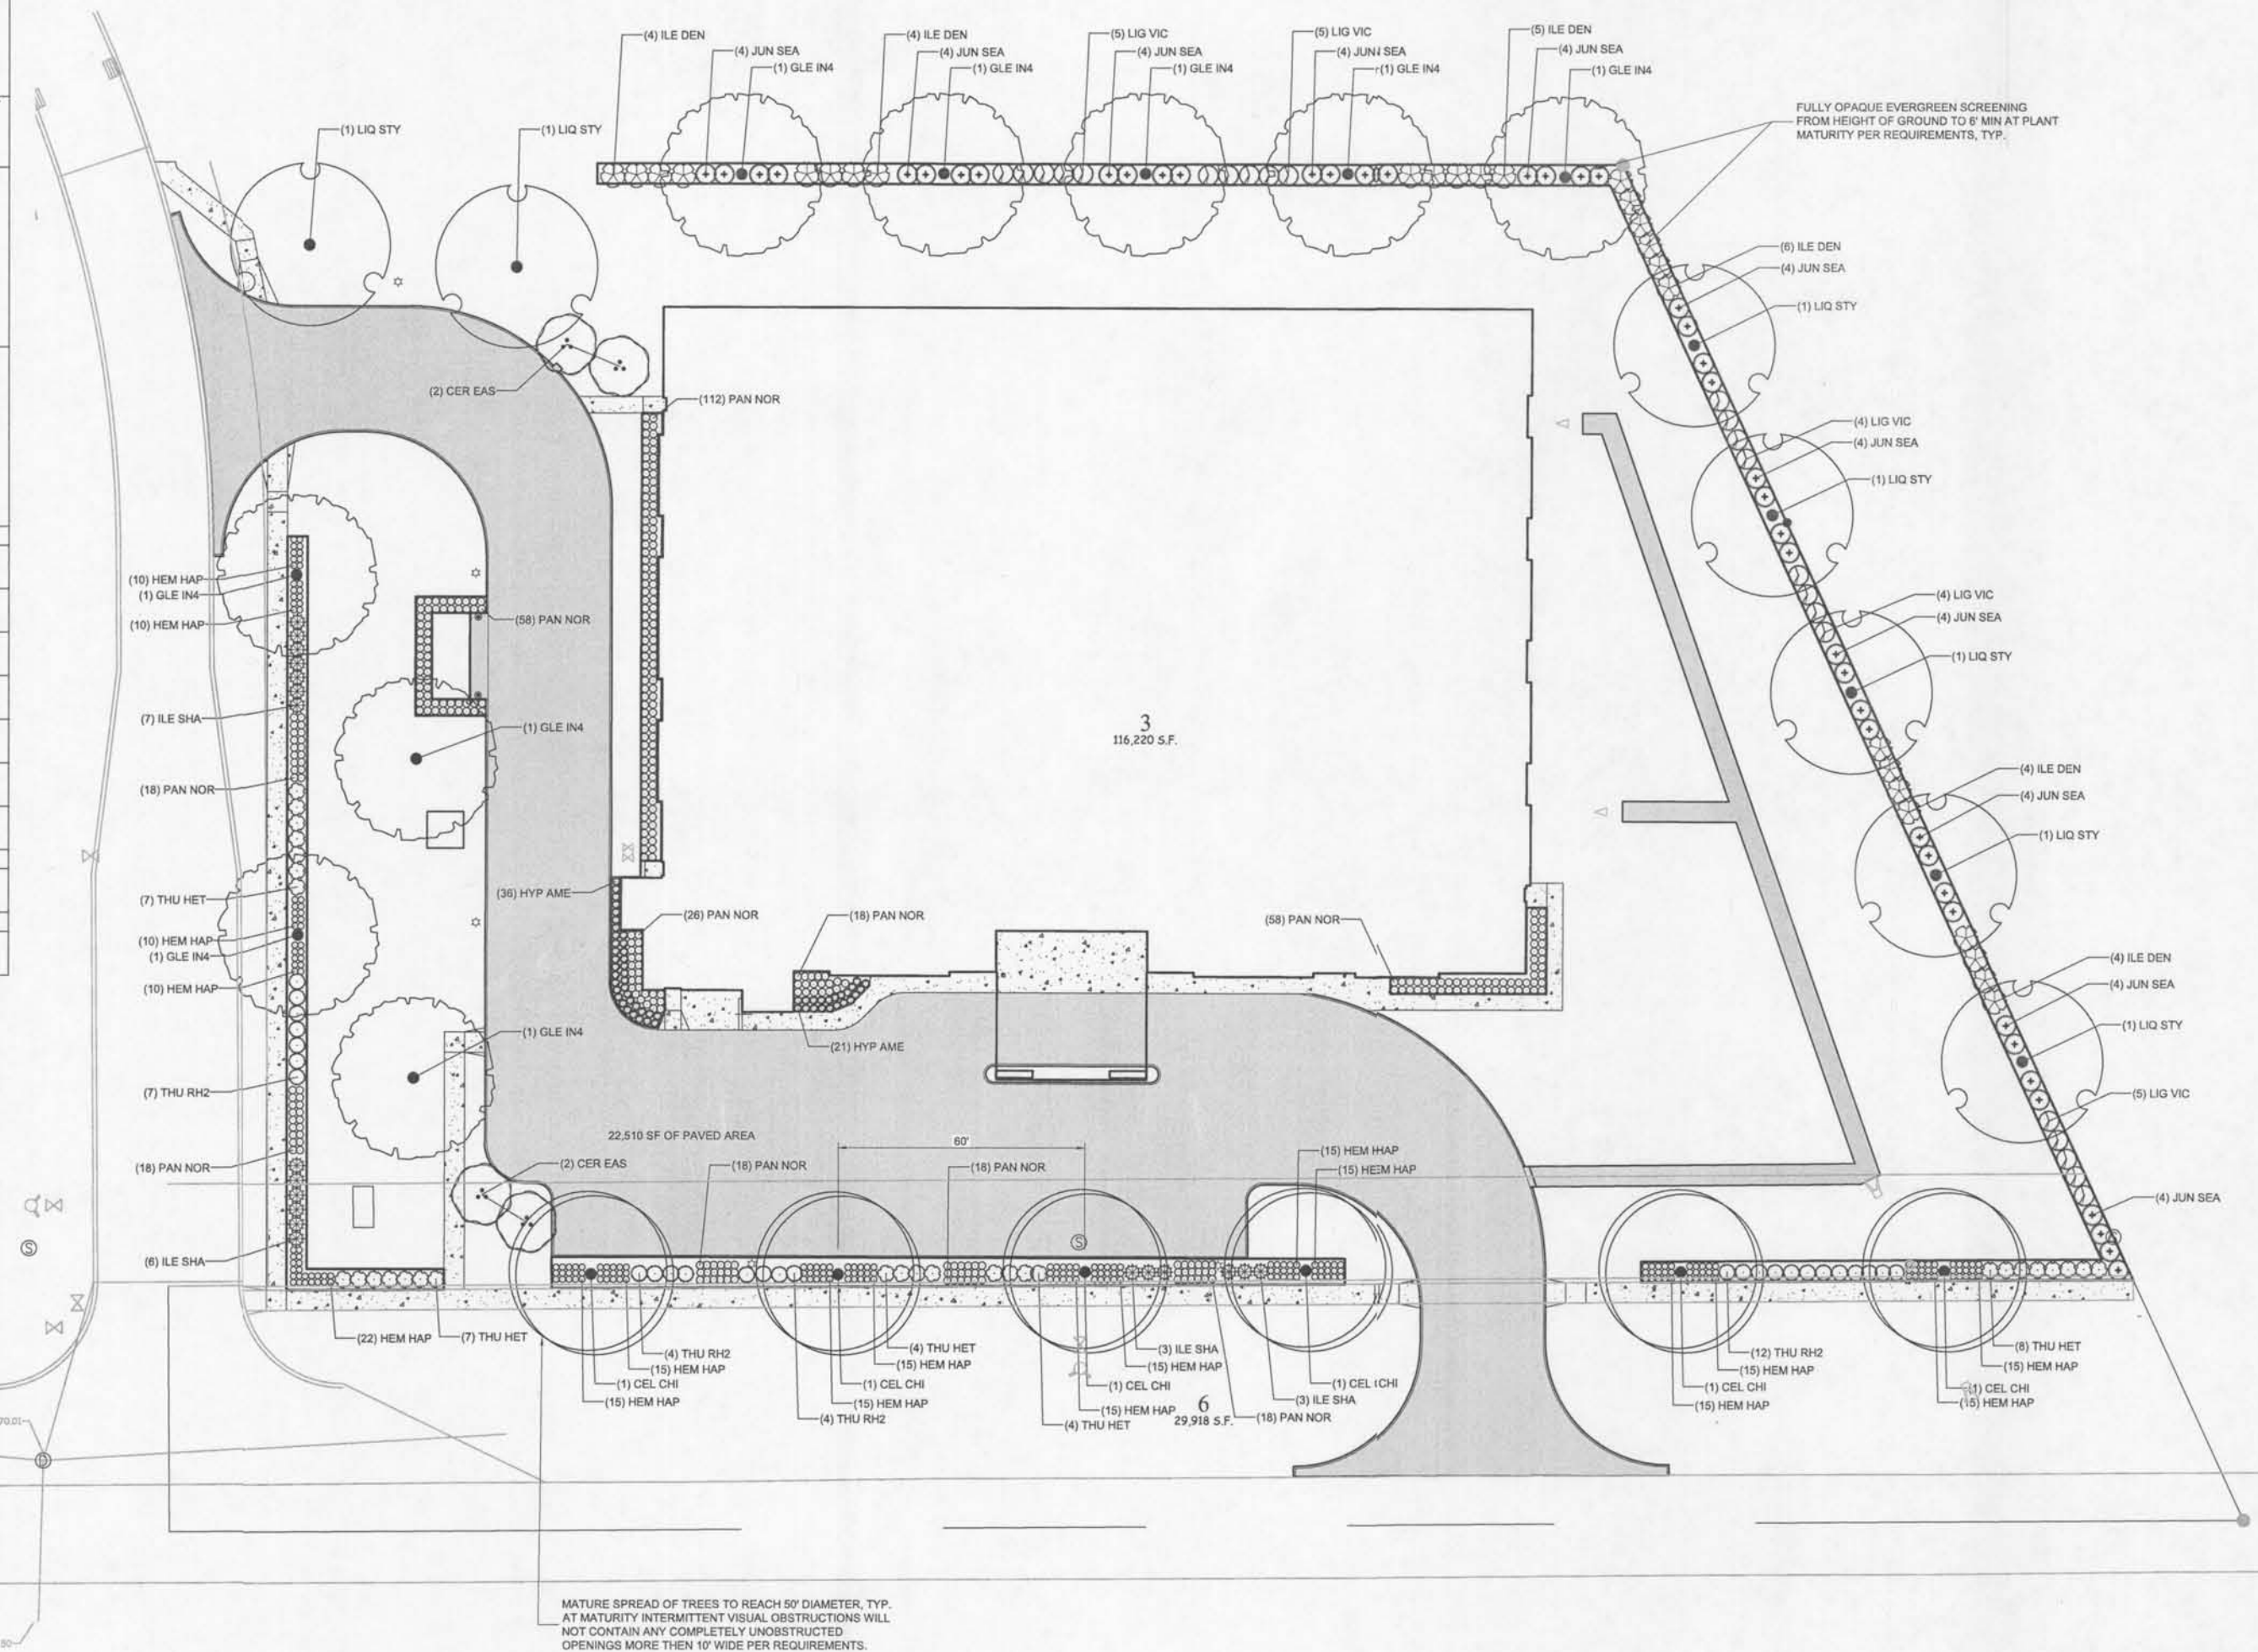 (4) ILE DEN
(4) JUN SEA
(1) GLE IN4
(4) ILE DEN
(4) JUN SEA
(1) GLE IN4
(5) LIG VIC
(4) JUN SEA
(1) GLE IN4
(5) LIG VIC
(4) JUN SEA
(1) GLE IN4
(5) ILE DEN
(4) JUN SEA
(1) GLE IN4
FULLY OPAQUE EVERGREEN SCREENING
FROM HEIGHT OF GROUND TO 6' MIN AT PLANT
MATURITY PER REQUIREMENTS, TYP.
(1) LIQ STY
(1) LIQ STY
(6) ILE DEN
(4) JUN SEA
(1) LIQ STY
(2) CER EAS
(112) PAN NOR
(4) LIG VIC
(4) JUN SEA
(1) LIQ STY
(10) HEM HAP
(1) GLE IN4
(10) HEM HAP
(58) PAN NOR
(4) LIG VIC
(4) JUN SEA
(1) LIQ STY
(7) ILE SHA
(1) GLE IN4
3
116,220 S.F.
(18) PAN NOR
(4) ILE DEN
(4) JUN SEA
(1) LIQ STY
(7) THU HET
(36) HYP AME
(26) PAN NOR
(18) PAN NOR
(58) PAN NOR
(10) HEM HAP
(1) GLE IN4
(10) HEM HAP
(4) ILE DEN
(4) JUN SEA
(1) LIQ STY
(1) GLE IN4
(21) HYP AME
(7) THU RH2
(5) LIG VIC
22,510 SF OF PAVED AREA
60'
(18) PAN NOR
(2) CER EAS
(18) PAN NOR
(18) PAN NOR
(15) HEM HAP
(15) HEM HAP
(4) JUN SEA
S
S
(6) ILE SHA
(22) HEM HAP
(7) THU HET
(4) THU RH2
(15) HEM HAP
(1) CEL CHI
(15) HEM HAP
(4) THU HET
(15) HEM HAP
(1) CEL CHI
(15) HEM HAP
(4) THU RH2
(3) ILE SHA
(15) HEM HAP
(1) CEL CHI
(15) HEM HAP
(4) THU HET
6
29,918 S.F.
(1) CEL CHI
(3) ILE SHA
(18) PAN NOR
(12) THU RH2
(15) HEM HAP
(1) CEL CHI
(15) HEM HAP
(8) THU HET
(15) HEM HAP
(1) CEL CHI
(15) HEM HAP
70.01
D
MATURE SPREAD OF TREES TO REACH 50' DIAMETER, TYP.
AT MATURITY INTERMITTENT VISUAL OBSTRUCTIONS WILL
NOT CONTAIN ANY COMPLETELY UNOBSTRUCTED
OPENINGS MORE THEN 10' WIDE PER REQUIREMENTS.